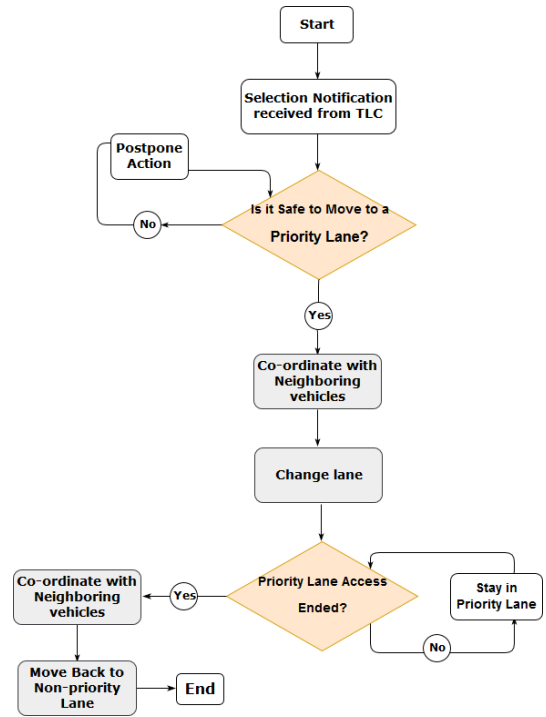 Start
Selection Notification
received from TLC
Postpone
Action
Is it Safe to Move to a
Priority Lane?
No
Yes
Co-ordinate with
Neighboring
vehicles
Change lane
Priority Lane Access
Ended?
Stay in
Priority Lane
No
Yes
Co-ordinate with
Neighboring
vehicles
Move Back to
Non-priority
Lane
End